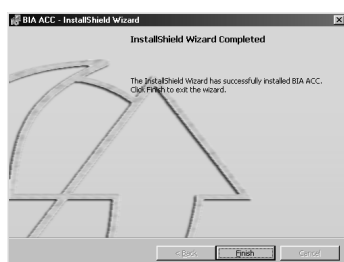 BIA ACC - InstallShield Wizard
InstallShield Wizard Completed
The InstallShield Wizard has successfully installed BIA ACC.
Click Finish to exit the wizard.
< Back
Finish
Cancel